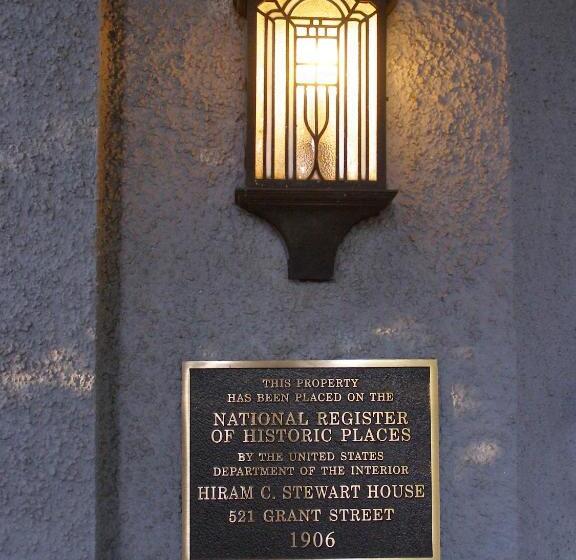 THIS PROPERTY
HAS BEEN PLACED ON THE
NATIONAL REGISTER
OF HISTORIC PLACES
BY THE UNITED STATES
DEPARTMENT OF THE INTERIOR
HIRAM C. STEWART HOUSE
521 GRANT STREET
1906